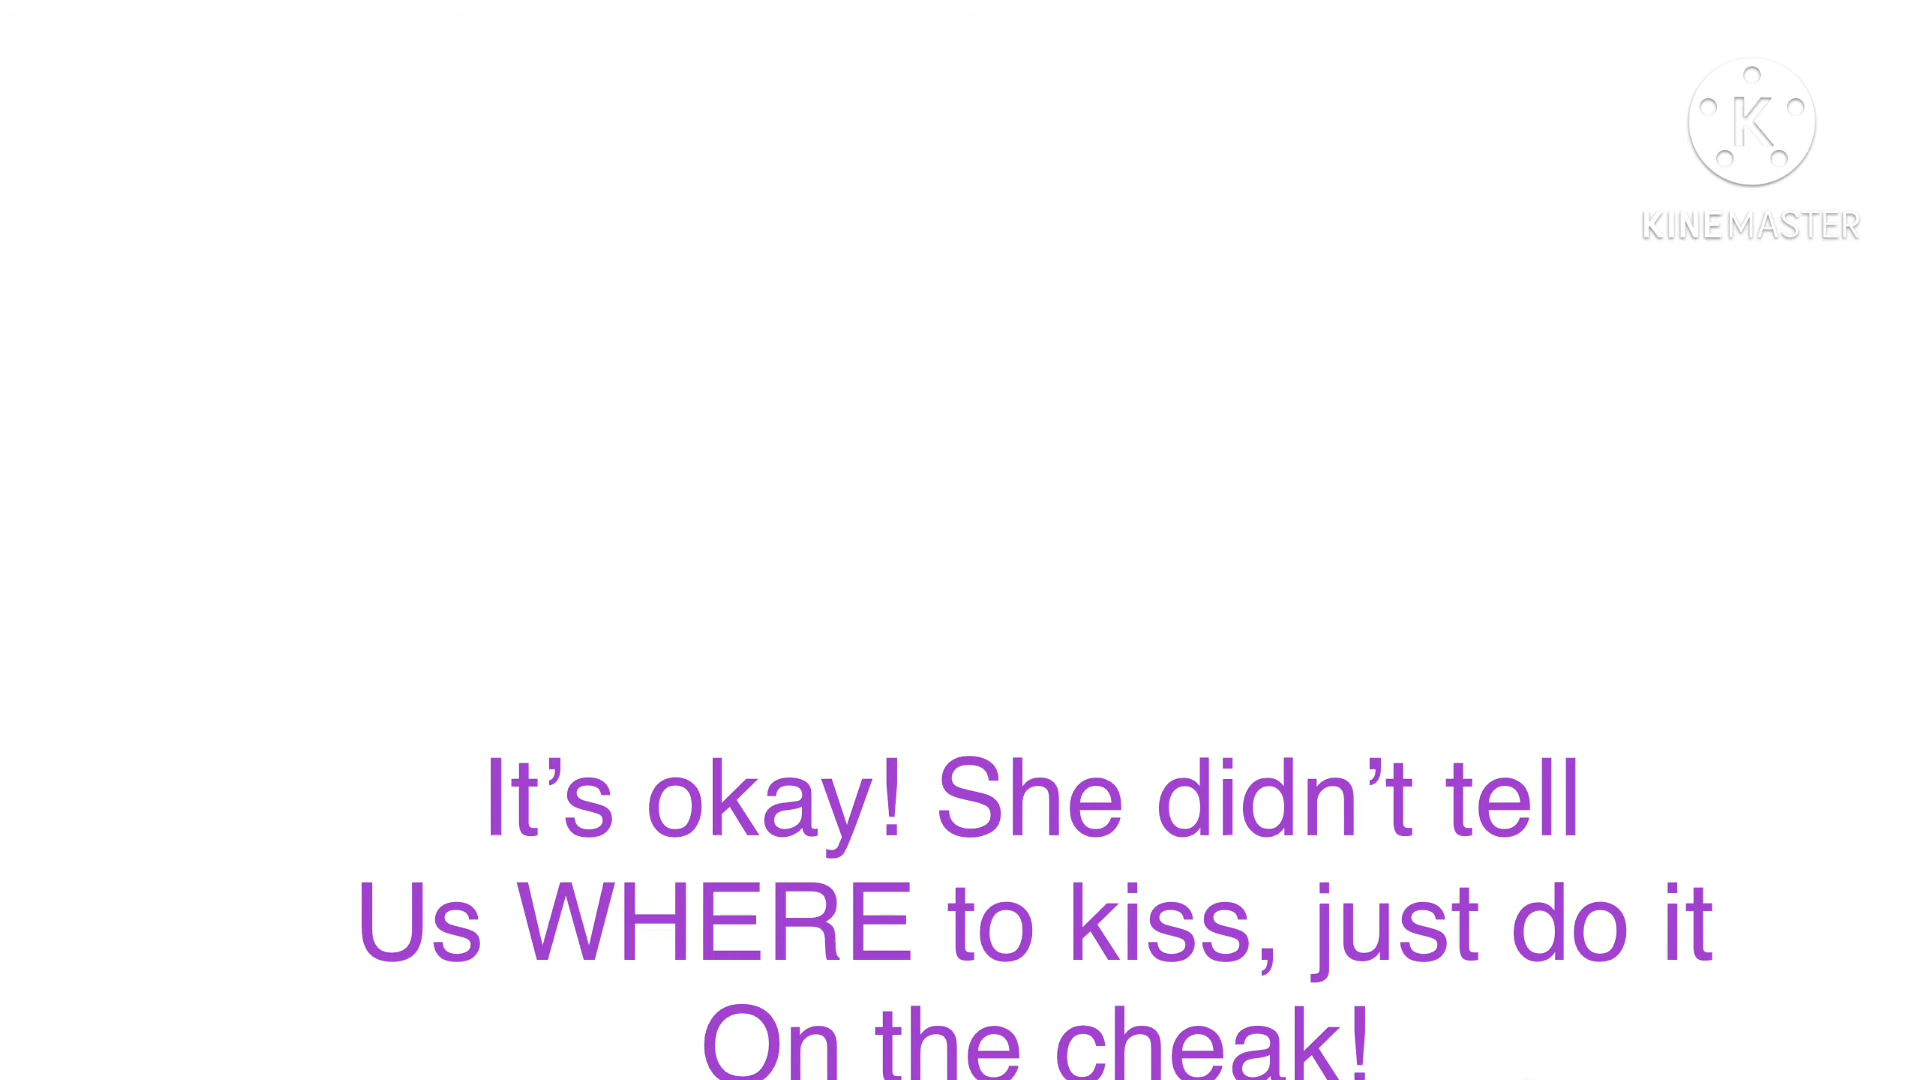 K
KINEMASTER
It’s okay! She didn’t tell
Us WHERE to kiss, just do it
On the cheak!